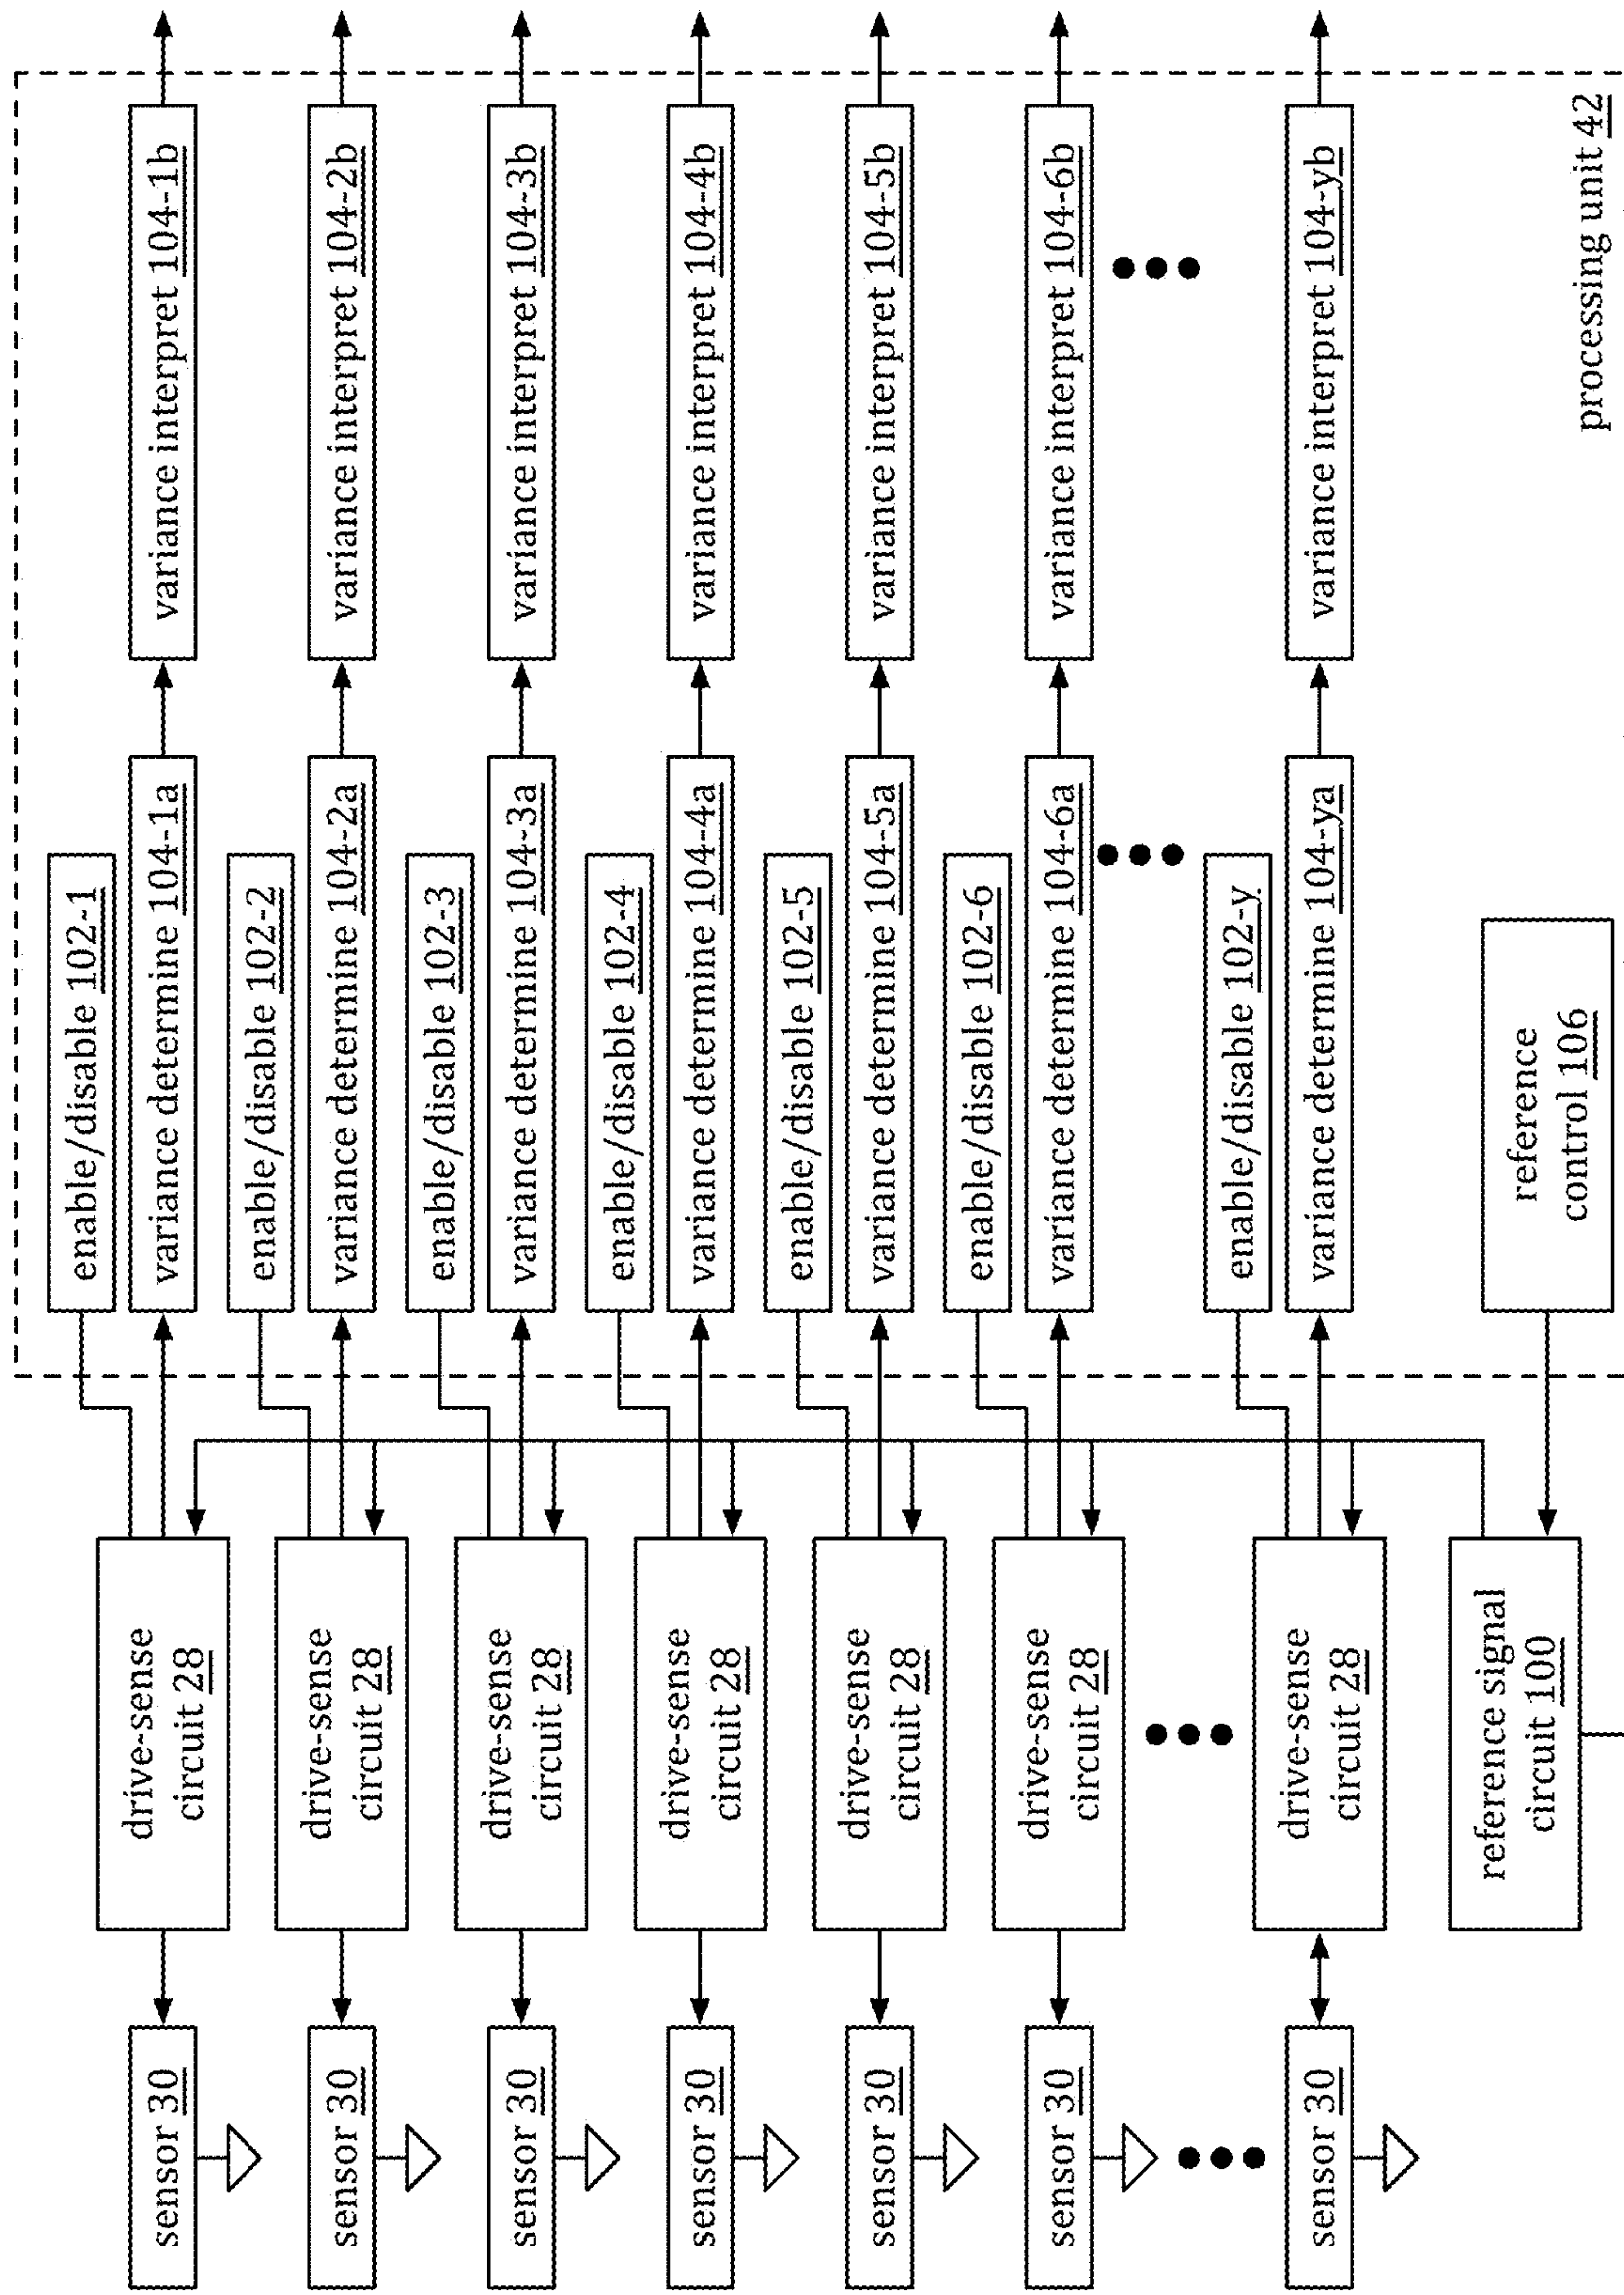 sensor 30
drive-sense
circuit 28
enable/disable 102-1
variance determine 104-1a
variance interpret 104-1b
sensor 30
drive-sense
circuit 28
enable/disable 102-2
variance determine 104-2a
variance interpret 104-2b
sensor 30
drive-sense
circuit 28
enable/disable 102-3
variance determine 104-3a
variance interpret 104-3b
sensor 30
drive-sense
circuit 28
enable/disable 102-4
variance determine 104-4a
variance interpret 104-4b
sensor 30
drive-sense
circuit 28
enable/disable 102-5
variance determine 104-5a
variance interpret 104-5b
sensor 30
drive-sense
circuit 28
enable/disable 102-6
variance determine 104-6a
variance interpret 104-6b
sensor 30
drive-sense
circuit 28
enable/disable 102-y
variance determine 104-ya
variance interpret 104-yb
reference signal
circuit 100
reference
control 106
processing unit 42